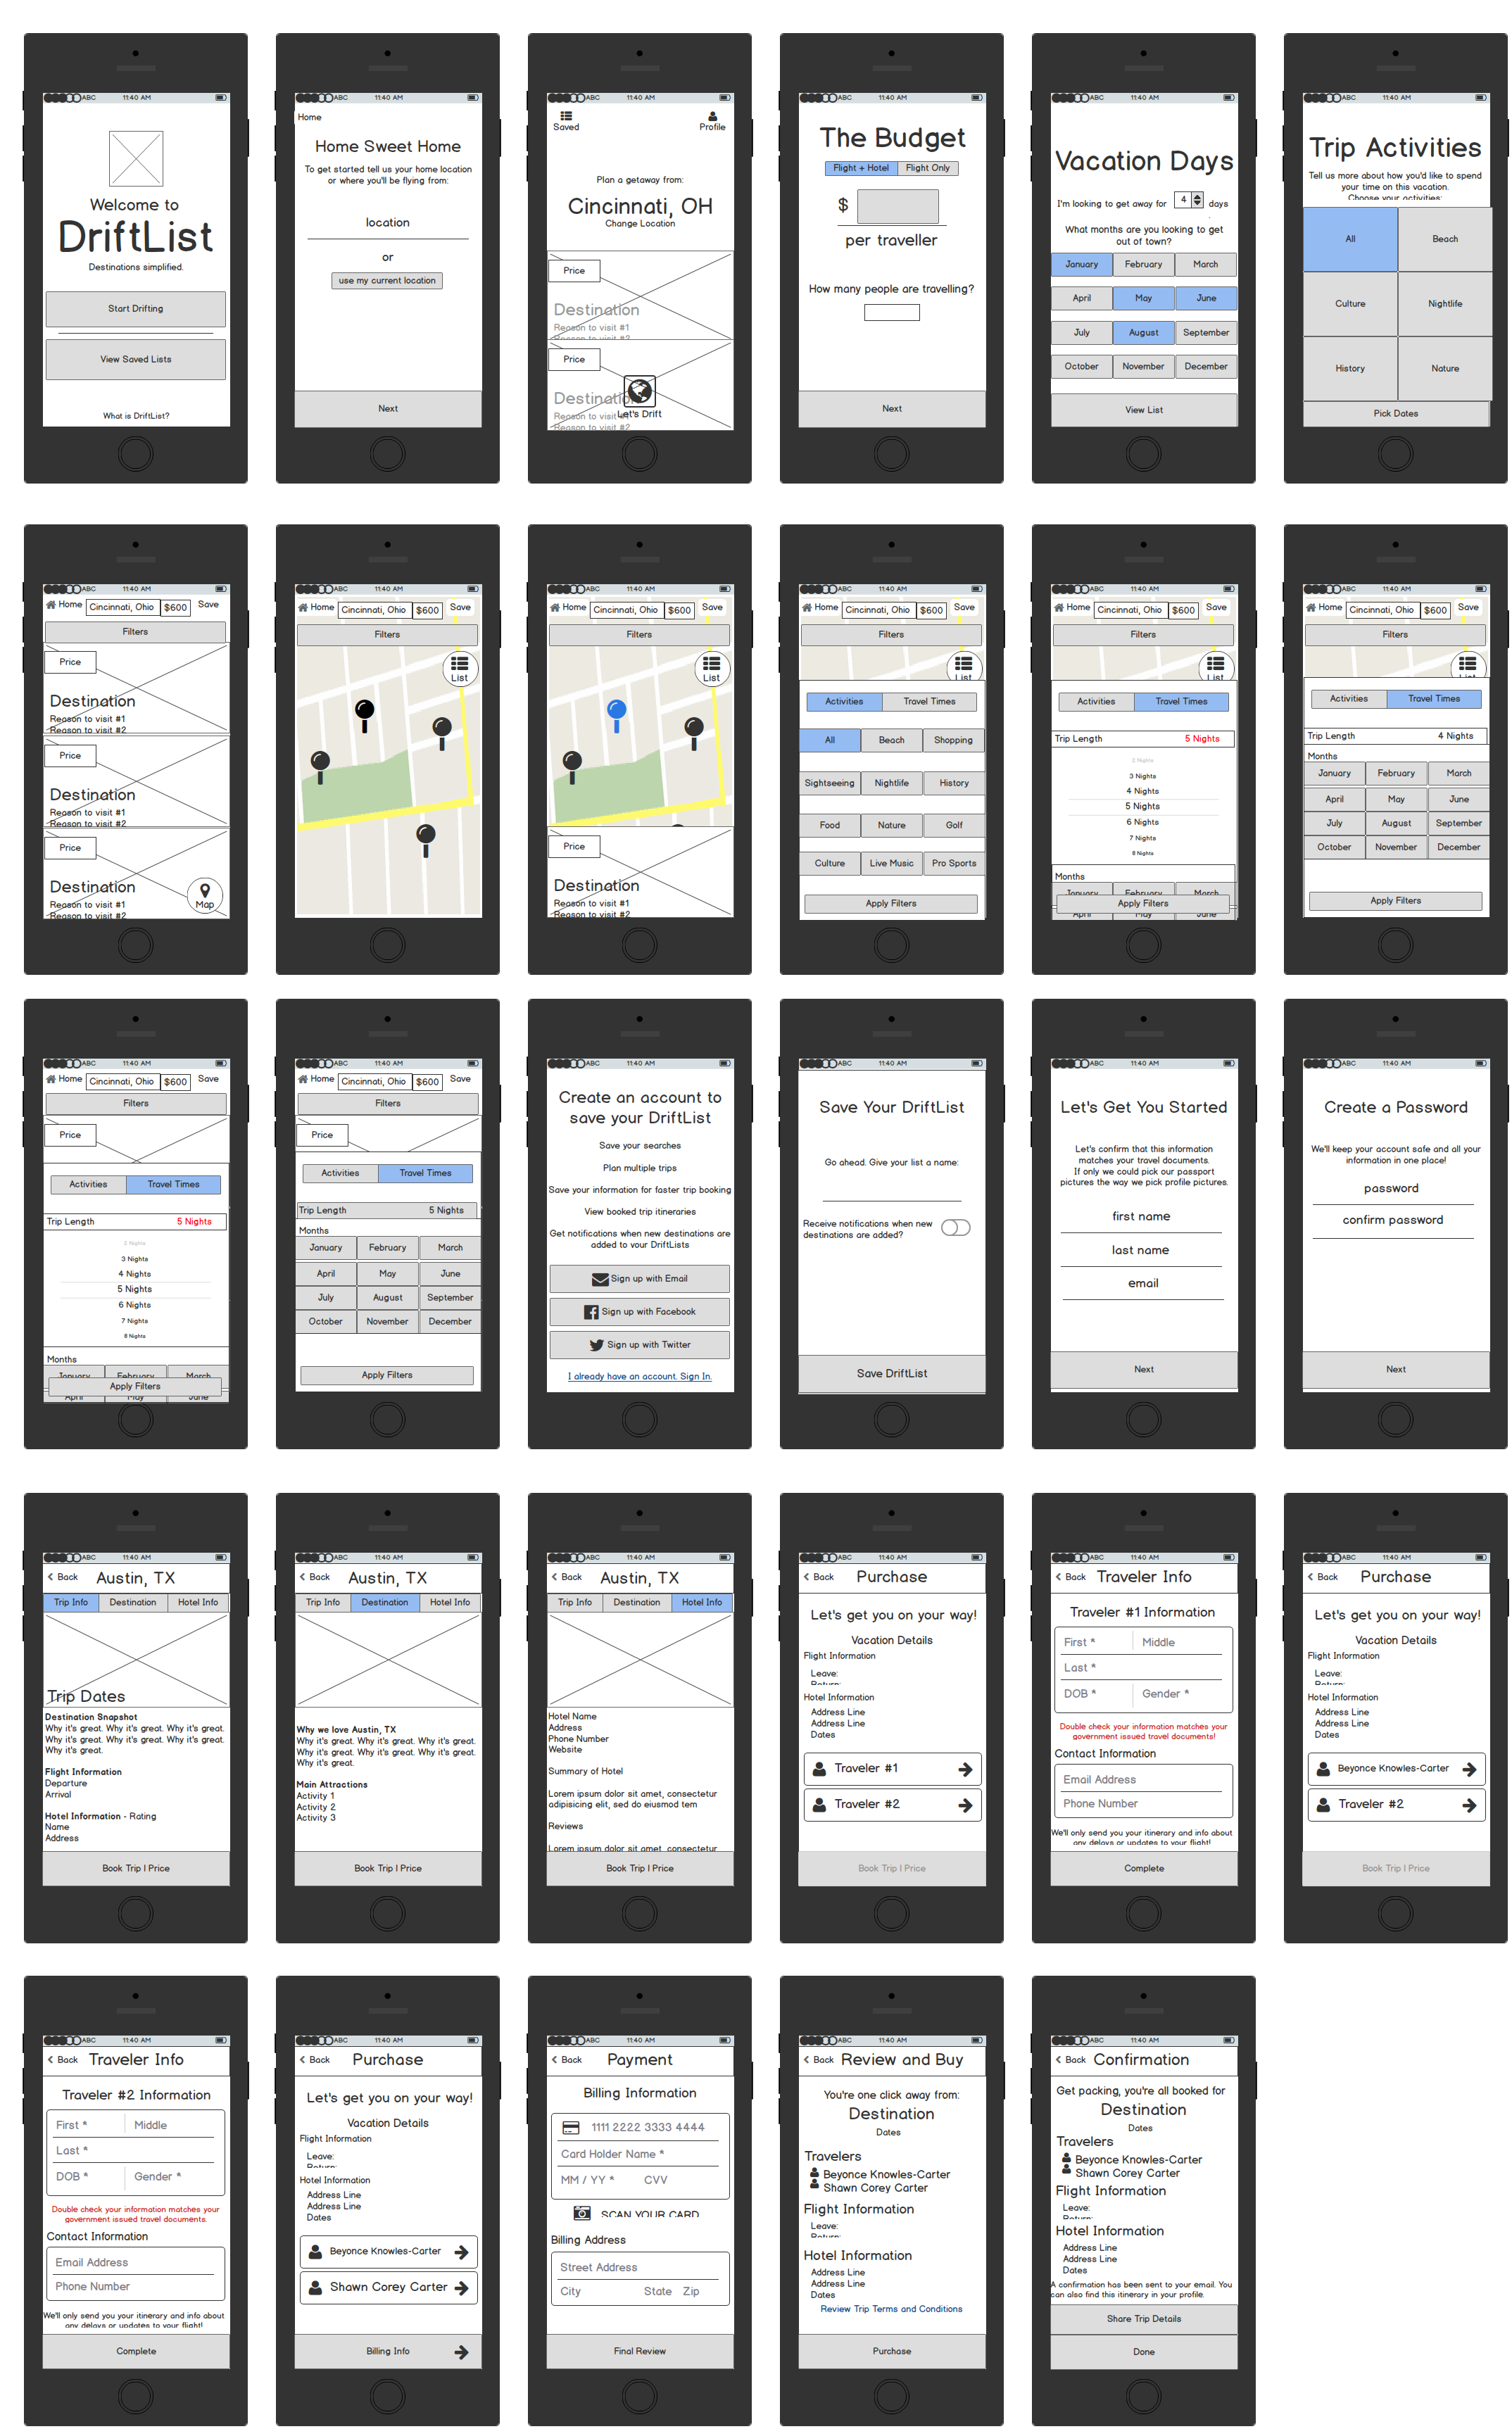 ABC 11:40 AM
Welcome to
DriftList
Destinations simplified.
Start Drifting
View Saved Lists
What is DriftList?
ABC 11:40 AM
Home
Home Sweet Home
To get started tell us your home location
or where you'll be flying from:
location
or
use my current location
Next
ABC 11:40 AM
Saved Profile
Plan a getaway from:
Cincinnati, OH
Change Location
Price
Destination
Reason to visit #1
Reason to visit #2
Price
Destination
Reason to visit #1
Let's Drift
Reason to visit #2
ABC 11:40 AM
The Budget
Flight + Hotel Flight Only
$
per traveller
How many people are travelling?
Next
ABC 11:40 AM
Vacation Days
I'm looking to get away for 4 days
.
What months are you looking to get
out of town?
January February March
April May June
July August September
October November December
View List
ABC 11:40 AM
Trip Activities
Tell us more about how you'd like to spend
your time on this vacation.
Choose your activities:
All Beach
Culture Nightlife
History Nature
Pick Dates
ABC 11:40 AM
Home Cincinnati, Ohio $600 Save
Filters
Price
Destination
Reason to visit #1
Reason to visit #2
Price
Destination
Reason to visit #1
Reason to visit #2
Price
Destination
Map
Reason to visit #1
Reason to visit #2
ABC 11:40 AM
Home Cincinnati, Ohio $600 Save
Filters
List
ABC 11:40 AM
Home Cincinnati, Ohio $600 Save
Filters
List
Price
Destination
Reason to visit #1
Reason to visit #2
ABC 11:40 AM
Home Cincinnati, Ohio $600 Save
Filters
List
Activities Travel Times
All Beach Shopping
Sightseeing Nightlife History
Food Nature Golf
Culture Live Music Pro Sports
Apply Filters
ABC 11:40 AM
Home Cincinnati, Ohio $600 Save
Filters
List
Activities Travel Times
Trip Length 5 Nights
2 Nights
3 Nights
4 Nights
5 Nights
6 Nights
7 Nights
8 Nights
Months
January February March
Apply Filters
April May June
ABC 11:40 AM
Home Cincinnati, Ohio $600 Save
Filters
List
Activities Travel Times
Trip Length 4 Nights
Months
January February March
April May June
July August September
October November December
Apply Filters
ABC 11:40 AM
Home Cincinnati, Ohio $600 Save
Filters
Price
Activities Travel Times
Trip Length 5 Nights
2 Nights
3 Nights
4 Nights
5 Nights
6 Nights
7 Nights
8 Nights
Months
January February March
Apply Filters
April May June
ABC 11:40 AM
Home Cincinnati, Ohio $600 Save
Filters
Price
Activities Travel Times
Trip Length 5 Nights
Months
January February March
April May June
July August September
October November December
Apply Filters
ABC 11:40 AM
Create an account to
save your DriftList
Save your searches
Plan multiple trips
Save your information for faster trip booking
View booked trip itineraries
Get notifications when new destinations are
added to your DriftLists
Sign up with Email
Sign up with Facebook
Sign up with Twitter
I already have an account. Sign In.
ABC 11:40 AM
Save Your DriftList
Go ahead. Give your list a name:
Receive notifications when new
destinations are added?
Save DriftList
ABC 11:40 AM
Let's Get You Started
Let's confirm that this information
matches your travel documents.
If only we could pick our passport
pictures the way we pick profile pictures.
first name
last name
email
Next
ABC 11:40 AM
Create a Password
We'll keep your account safe and all your
information in one place!
password
confirm password
Next
ABC 11:40 AM
Back Austin, TX
Trip Info Destination Hotel Info
Trip Dates
Destination Snapshot
Why it's great. Why it's great. Why it's great.
Why it's great. Why it's great. Why it's great.
Why it's great.
Flight Information
Departure
Arrival
Hotel Information - Rating
Name
Address
Book Trip | Price
ABC 11:40 AM
Back Austin, TX
Trip Info Destination Hotel Info
Why we love Austin, TX
Why it's great. Why it's great. Why it's great.
Why it's great. Why it's great. Why it's great.
Why it's great.
Main Attractions
Activity 1
Activity 2
Activity 3
Book Trip | Price
ABC 11:40 AM
Back Austin, TX
Trip Info Destination Hotel Info
Hotel Name
Address
Phone Number
Website
Summary of Hotel
Lorem ipsum dolor sit amet, consectetur
adipisicing elit, sed do eiusmod tem
Reviews
Lorem ipsum dolor sit amet, consectetur
Book Trip | Price
ABC 11:40 AM
Back Purchase
Let's get you on your way!
Vacation Details
Flight Information
Leave:
Return:
Hotel Information
Address Line
Address Line
Dates
Traveler #1
Traveler #2
Book Trip | Price
ABC 11:40 AM
Back Traveler Info
Traveler #1 Information
First * Middle
Last *
DOB * Gender *
Double check your information matches your
government issued travel documents!
Contact Information
Email Address
Phone Number
We'll only send you your itinerary and info about
any delays or updates to your flight!
Complete
ABC 11:40 AM
Back Purchase
Let's get you on your way!
Vacation Details
Flight Information
Leave:
Return:
Hotel Information
Address Line
Address Line
Dates
Beyonce Knowles-Carter
Traveler #2
Book Trip | Price
ABC 11:40 AM
Back Traveler Info
Traveler #2 Information
First * Middle
Last *
DOB * Gender *
Double check your information matches your
government issued travel documents.
Contact Information
Email Address
Phone Number
We'll only send you your itinerary and info about
any delays or updates to your flight!
Complete
ABC 11:40 AM
Back Purchase
Let's get you on your way!
Vacation Details
Flight Information
Leave:
Return:
Hotel Information
Address Line
Address Line
Dates
Beyonce Knowles-Carter
Shawn Corey Carter
Billing Info
ABC 11:40 AM
Back Payment
Billing Information
1111 2222 3333 4444
Card Holder Name *
MM / YY * CVV
SCAN YOUR CARD
Billing Address
Street Address
City State Zip
Final Review
ABC 11:40 AM
Back Review and Buy
You're one click away from:
Destination
Dates
Travelers
Beyonce Knowles-Carter
Shawn Corey Carter
Flight Information
Leave:
Return:
Hotel Information
Address Line
Address Line
Dates
Review Trip Terms and Conditions
Purchase
ABC 11:40 AM
Back Confirmation
Get packing, you're all booked for
Destination
Dates
Travelers
Beyonce Knowles-Carter
Shawn Corey Carter
Flight Information
Leave:
Return:
Hotel Information
Address Line
Address Line
Dates
A confirmation has been sent to your email. You
can also find this itinerary in your profile.
Share Trip Details
Done